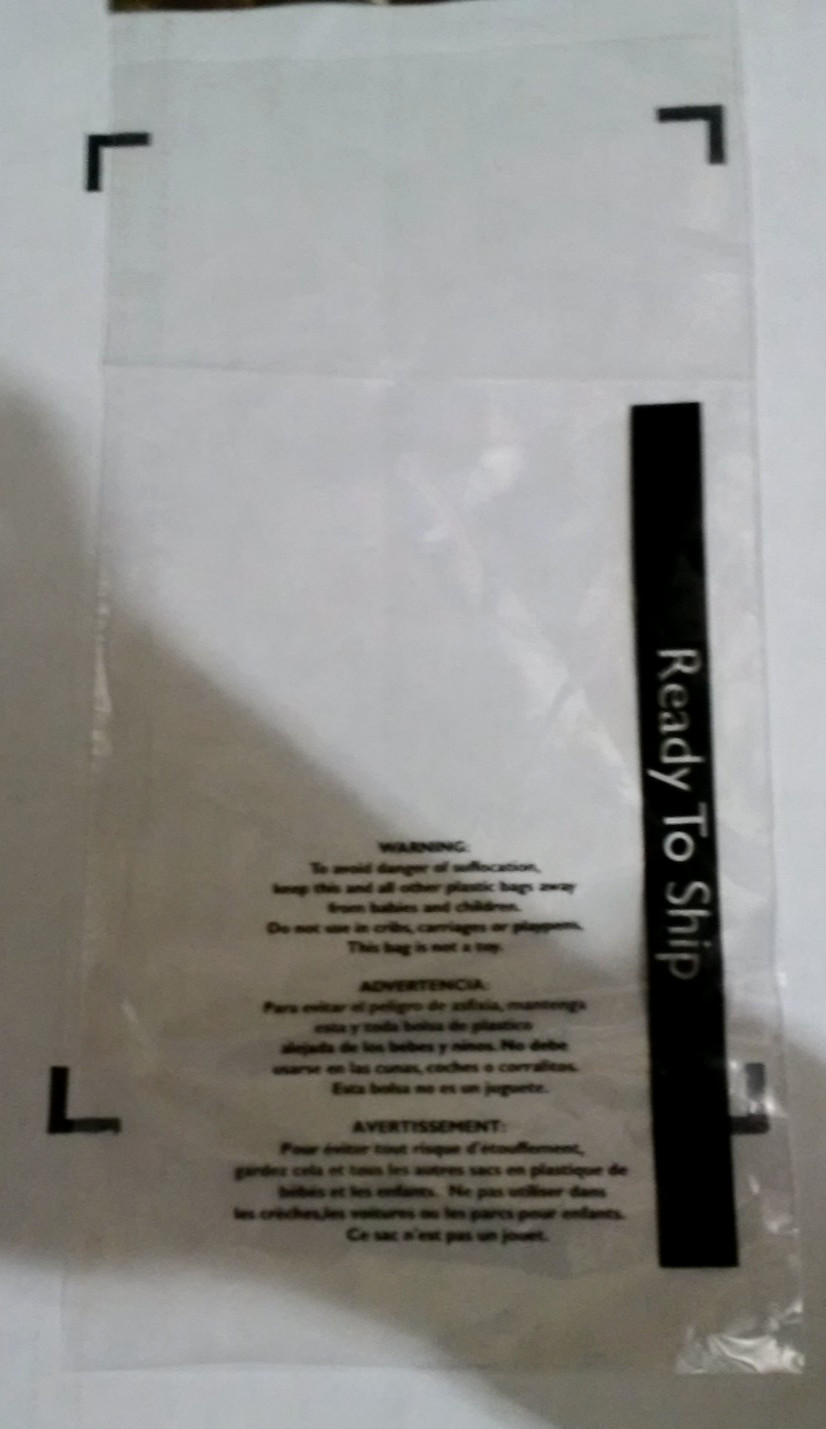 Ready To Ship
WARNING:
To avoid danger of suffocation,
keep this and all other plastic bags away
from babies and children.
Do not use in cribs, carriages or playpens.
This bag is not a toy.
ADVERTENCIA:
Para evitar el peligro de asfixia, mantenga
esta y toda bolsa de plastico
alejada de los bebes y ninos. No debe
usarse en las cunas, coches o corralitos.
Esta bolsa no es un juguete.
AVERTISSEMENT:
Pour éviter tout risque d'étouffement,
gardez cela et tous les autres sacs en plastique de
bébés et les enfants. Ne pas utiliser dans
les crèches,les voitures ou les parcs pour enfants.
Ce sac n'est pas un jouet.